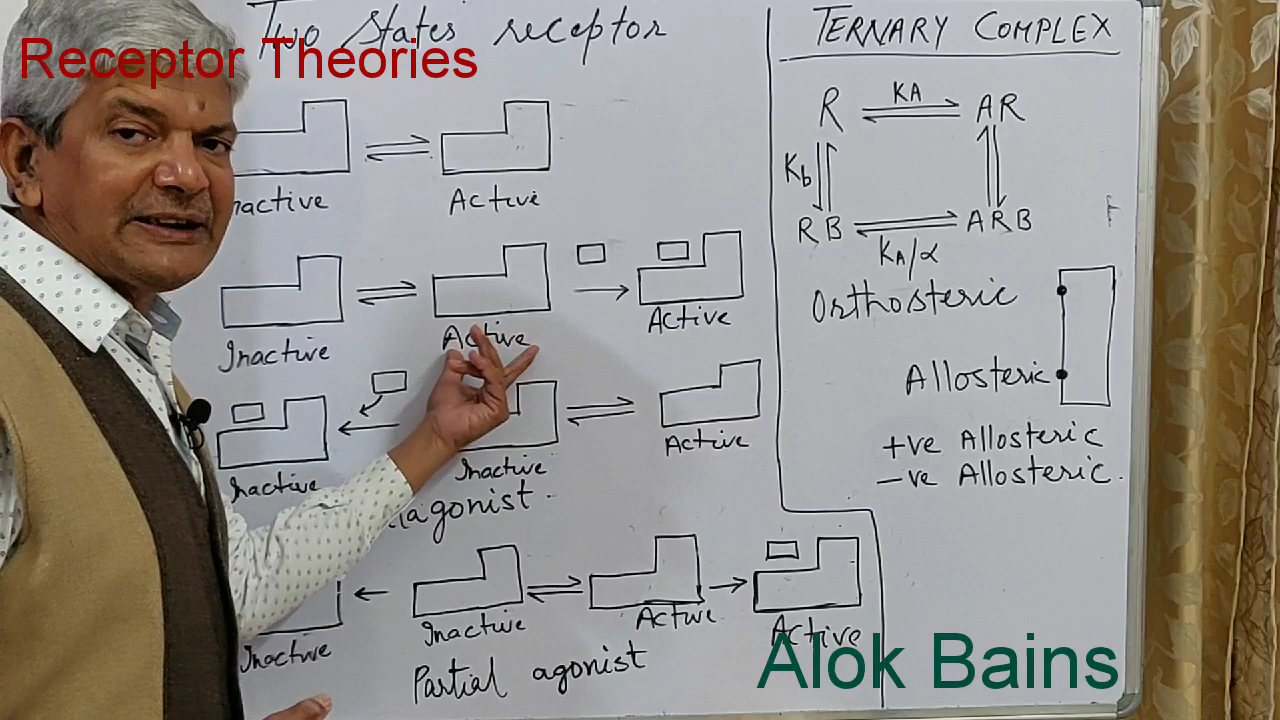 Two States receptor
Receptor Theories
Inactive Active
Inactive Active Active
Inactive Inactive Active
Inactive Inactive Active Active
Partial agonist
TERNARY COMPLEX
R KA AR
Kb
RB ARB
KA/α
Orthosteric
Allosteric
+ve Allosteric
-ve Allosteric.
Alok Bains